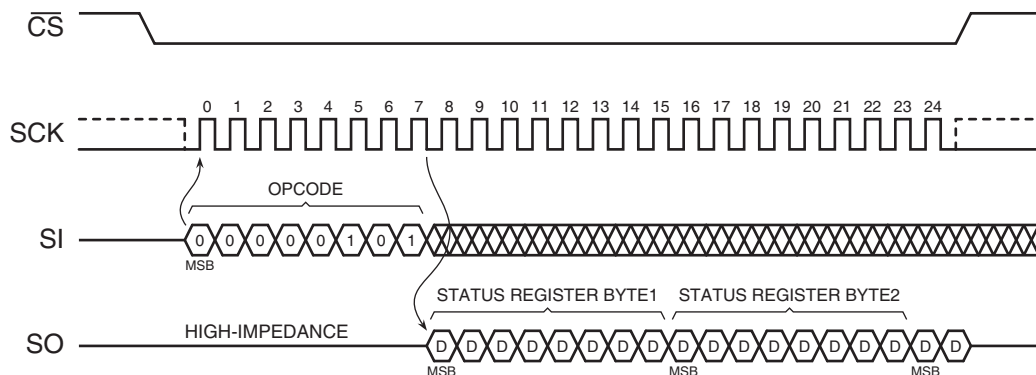 CS
0 1 2 3 4 5 6 7 8 9 10 11 12 13 14 15 16 17 18 19 20 21 22 23 24
SCK
OPCODE
SI 0 0 0 0 0 1 0 1
MSB
STATUS REGISTER BYTE1 STATUS REGISTER BYTE2
HIGH-IMPEDANCE
SO D D D D D D D D D D D D D D D D D D
MSB MSB MSB